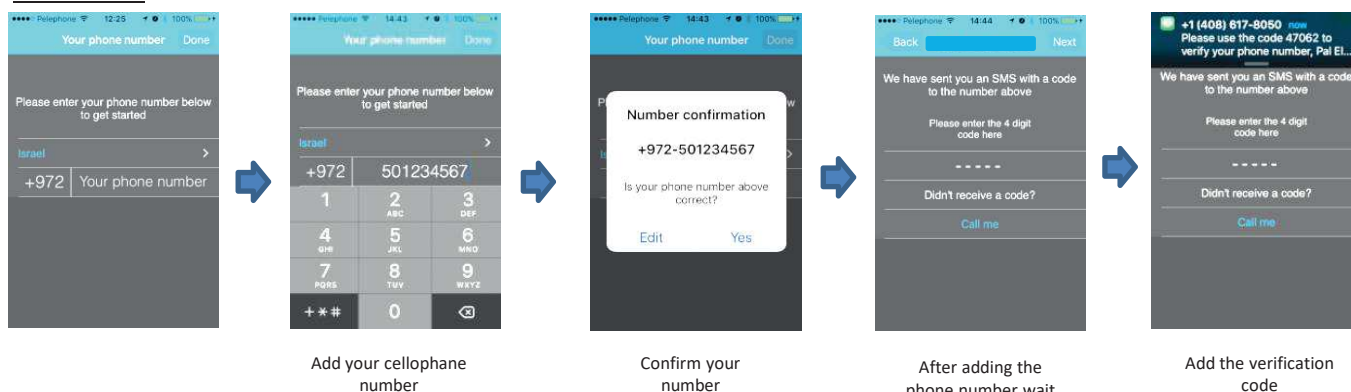 Pelephone 12:25 100%
Your phone number Done
Please enter your phone number below
to get started
Israel >
+972 Your phone number
Pelephone 14:43 100%
Your phone number Done
Please enter your phone number below
to get started
Israel >
+972 501234567
1 2 3
ABC DEF
4 5 6
GHI JKL MNO
7 8 9
PQRS TUV WXYZ
+*# 0
Add your cellophane
number
Pelephone 14:43 100%
Your phone number Done
Number confirmation
+972-501234567
Is your phone number above
correct?
Edit Yes
Confirm your
number
Pelephone 14:44 100%
Back Next
We have sent you an SMS with a code
to the number above
Please enter the 4 digit
code here
- - - - -
Didn't receive a code?
Call me
After adding the
phone number wait
+1 (408) 617-8050 now
Please use the code 47062 to
verify your phone number, Pal El...
We have sent you an SMS with a code
to the number above
Please enter the 4 digit
code here
- - - - -
Didn't receive a code?
Call me
Add the verification
code